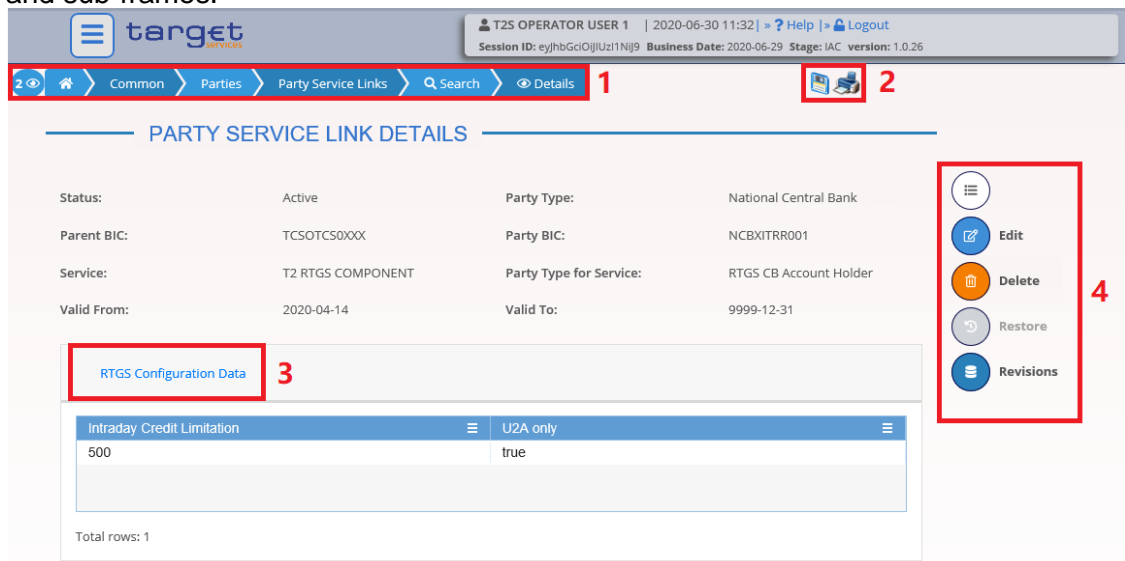 and sub-frames.
target
services
T2S OPERATOR USER 1 | 2020-06-30 11:32| » ? Help |» Logout
Session ID: eyJhbGciOiJIUzI1NiJ9 Business Date: 2020-06-29 Stage: IAC version: 1.0.26
2 Common Parties Party Service Links Search Details 1 2
PARTY SERVICE LINK DETAILS
Status: Active Party Type: National Central Bank
Parent BIC: TCSOTCS0XXX Party BIC: NCBXITRR001 Edit
Service: T2 RTGS COMPONENT Party Type for Service: RTGS CB Account Holder Delete 4
Valid From: 2020-04-14 Valid To: 9999-12-31
Restore
RTGS Configuration Data 3 Revisions
Intraday Credit Limitation U2A only
500 true
Total rows: 1